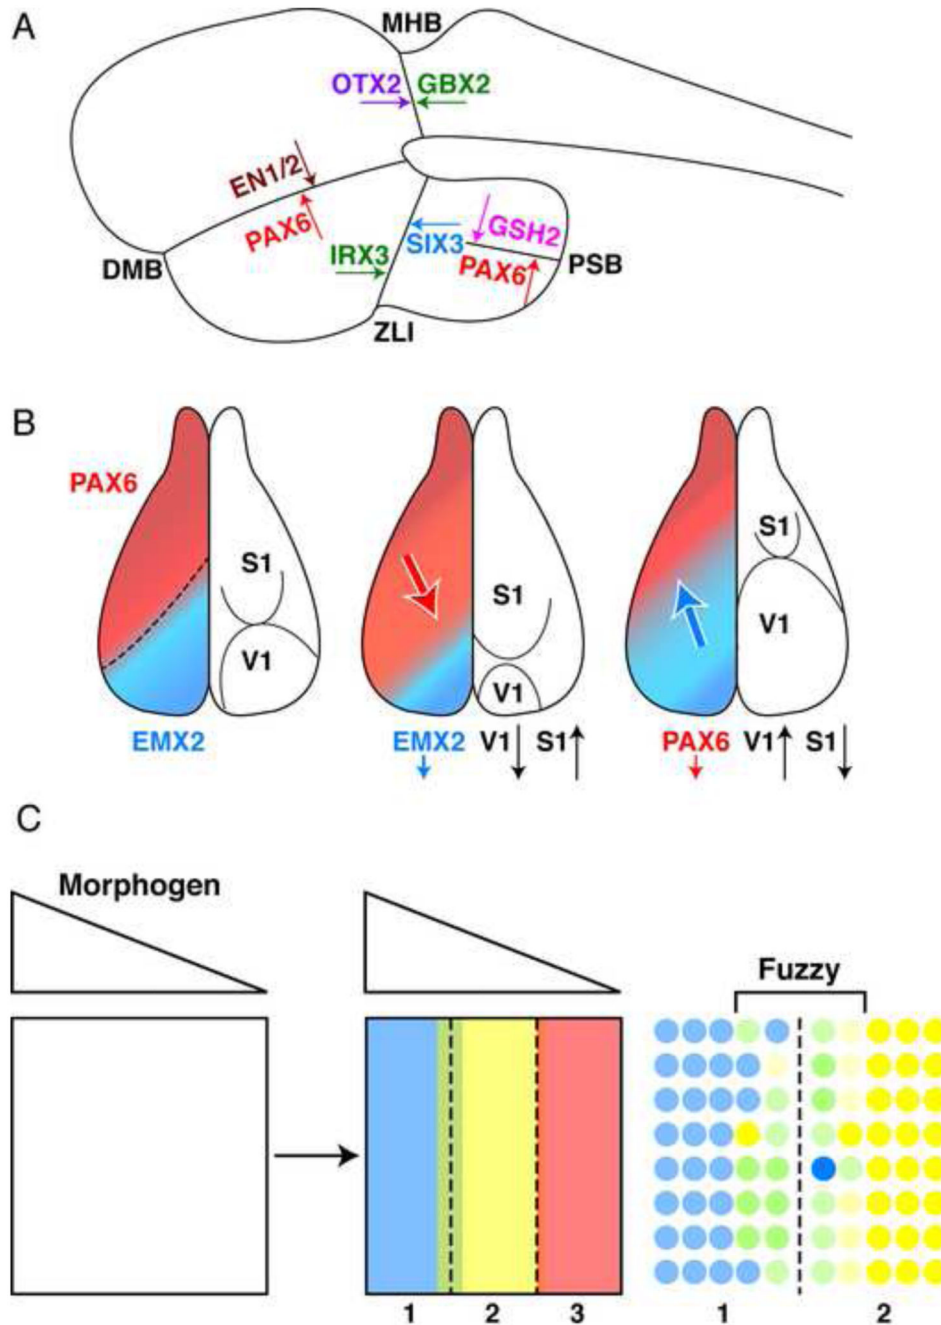 A
MHB
OTX2 GBX2
EN1/2
PAX6
IRX3
SIX3
GSH2
PAX6
DMB
PSB
ZLI
B
PAX6
S1
V1
EMX2
S1
V1
EMX2 V1 S1
S1
V1
PAX6 V1 S1
C
Morphogen
Fuzzy
1 2 3
1 2